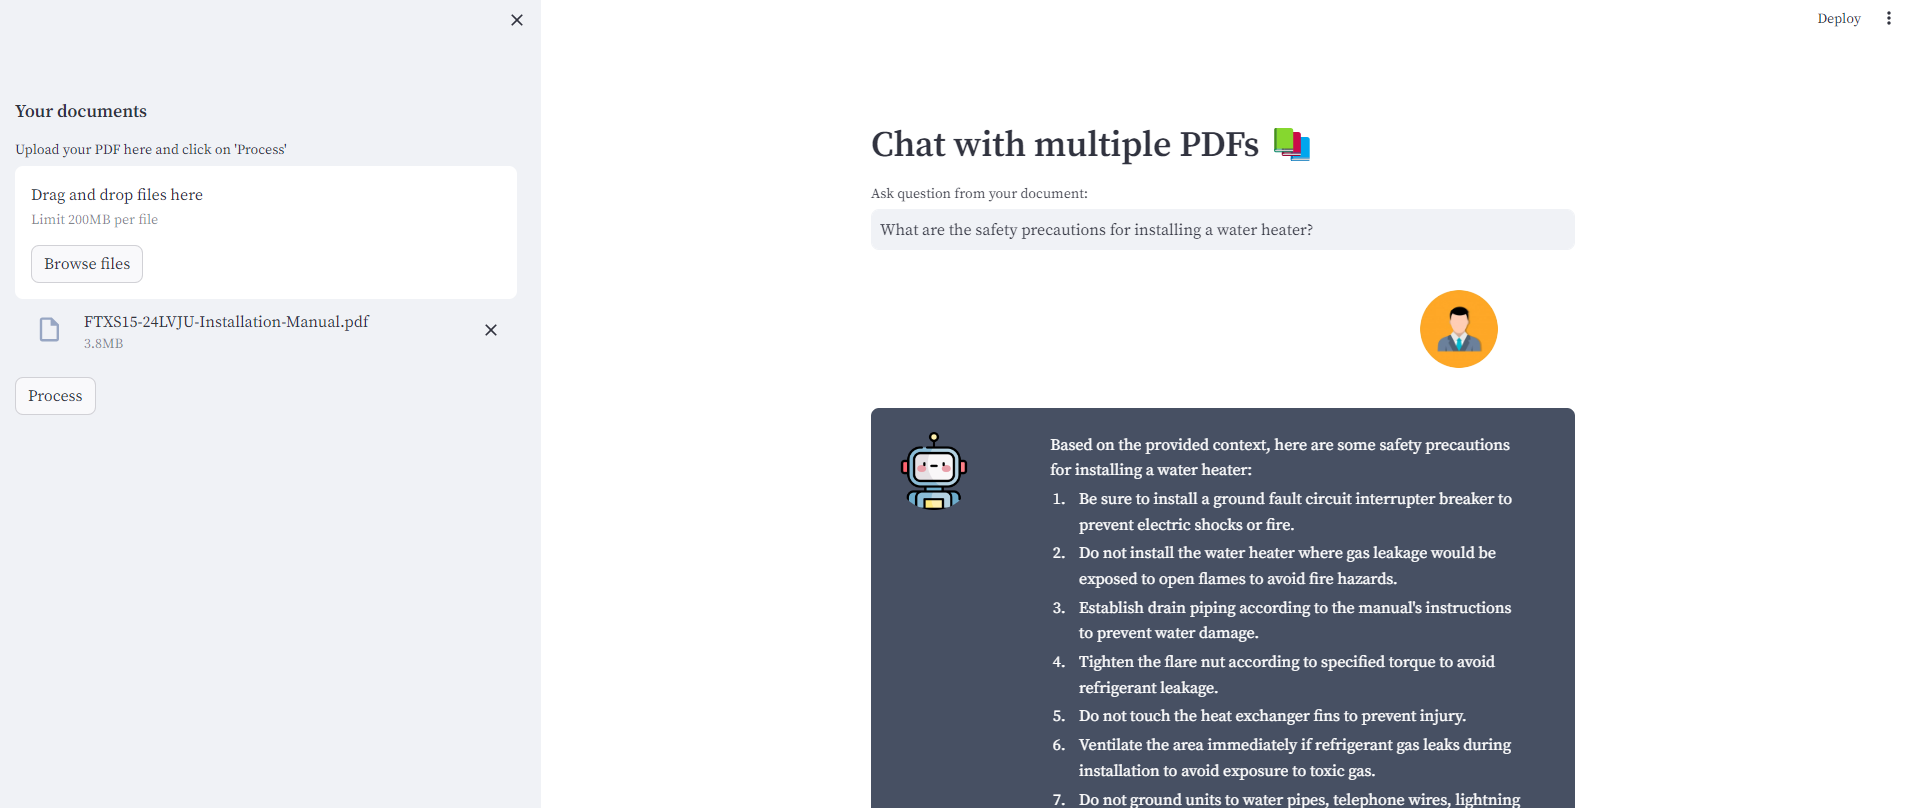 Deploy
Your documents
Upload your PDF here and click on 'Process'
Drag and drop files here
Limit 200MB per file
Browse files
FTXS15-24LVJU-Installation-Manual.pdf
3.8MB
Process
Chat with multiple PDFs
Ask question from your document:
What are the safety precautions for installing a water heater?
Based on the provided context, here are some safety precautions
for installing a water heater:
1. Be sure to install a ground fault circuit interrupter breaker to
prevent electric shocks or fire.
2. Do not install the water heater where gas leakage would be
exposed to open flames to avoid fire hazards.
3. Establish drain piping according to the manual's instructions
to prevent water damage.
4. Tighten the flare nut according to specified torque to avoid
refrigerant leakage.
5. Do not touch the heat exchanger fins to prevent injury.
6. Ventilate the area immediately if refrigerant gas leaks during
installation to avoid exposure to toxic gas.
7. Do not ground units to water pipes, telephone wires, lightning